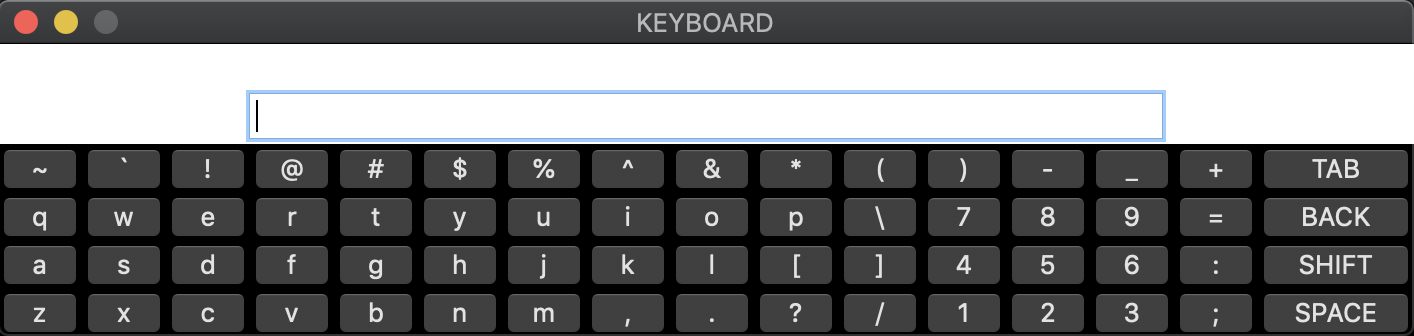 KEYBOARD
~ ` ! @ # $ % ^ & * ( ) - _ + TAB
q w e r t y u i o p \ 7 8 9 = BACK
a s d f g h j k l [ ] 4 5 6 : SHIFT
z x c v b n m , . ? / 1 2 3 ; SPACE